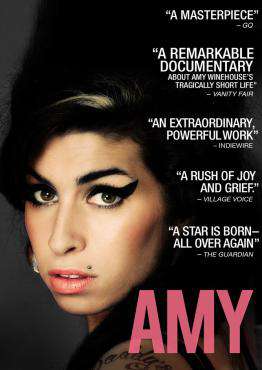 “A MASTERPIECE”
– GQ
“A REMARKABLE
DOCUMENTARY
ABOUT AMY WINEHOUSE’S
TRAGICALLY SHORT LIFE”
– VANITY FAIR
“AN EXTRAORDINARY,
POWERFUL WORK”
– INDIEWIRE
“A RUSH OF JOY
AND GRIEF.”
– VILLAGE VOICE
“A STAR IS BORN—
ALL OVER AGAIN”
– THE GUARDIAN
AMY